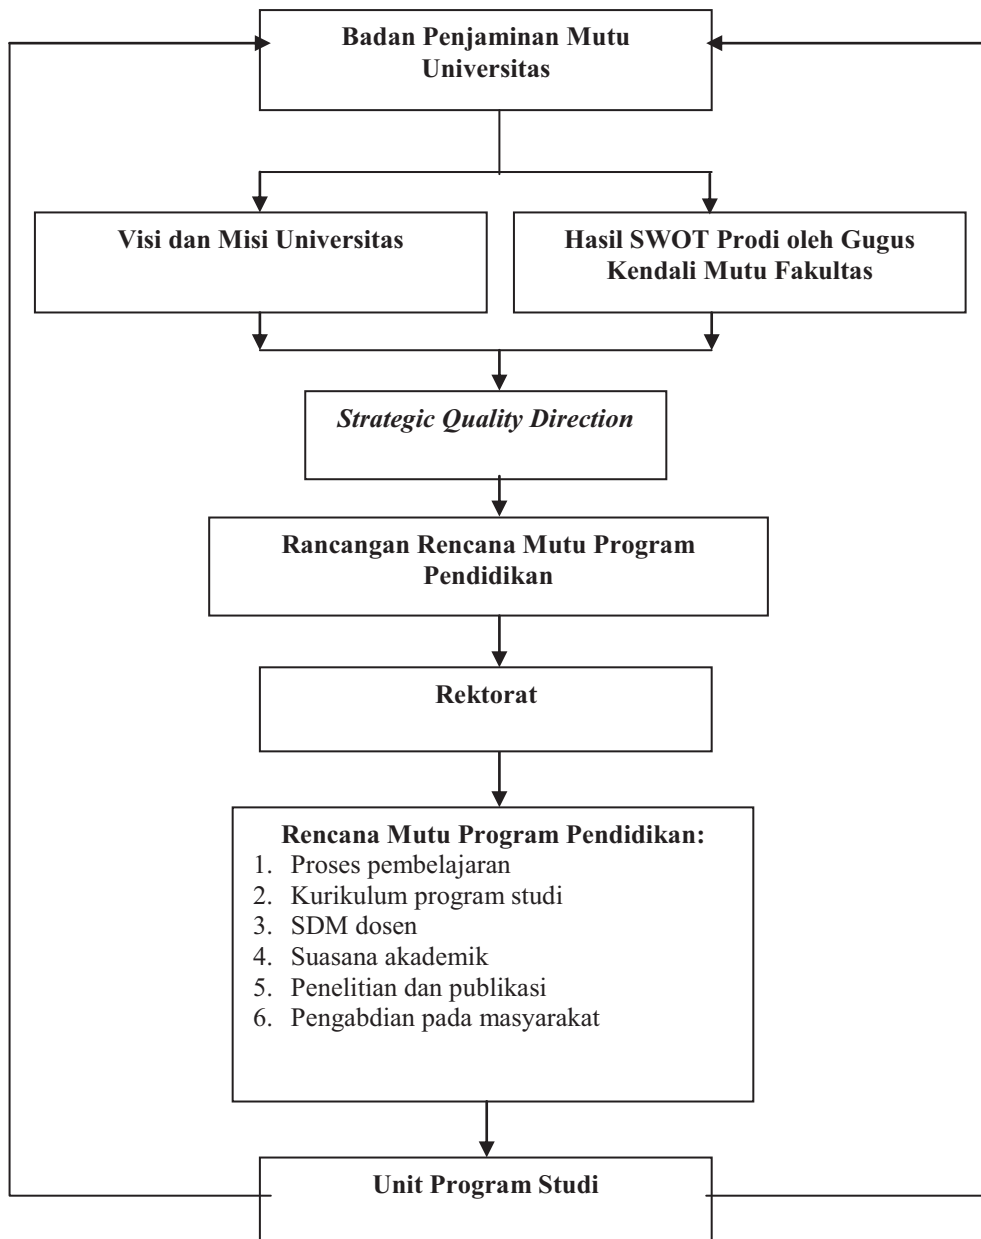 Badan Penjaminan Mutu
Universitas
Visi dan Misi Universitas
Hasil SWOT Prodi oleh Gugus
Kendali Mutu Fakultas
Strategic Quality Direction
Rancangan Rencana Mutu Program
Pendidikan
Rektorat
Rencana Mutu Program Pendidikan:
1. Proses pembelajaran
2. Kurikulum program studi
3. SDM dosen
4. Suasana akademik
5. Penelitian dan publikasi
6. Pengabdian pada masyarakat
Unit Program Studi